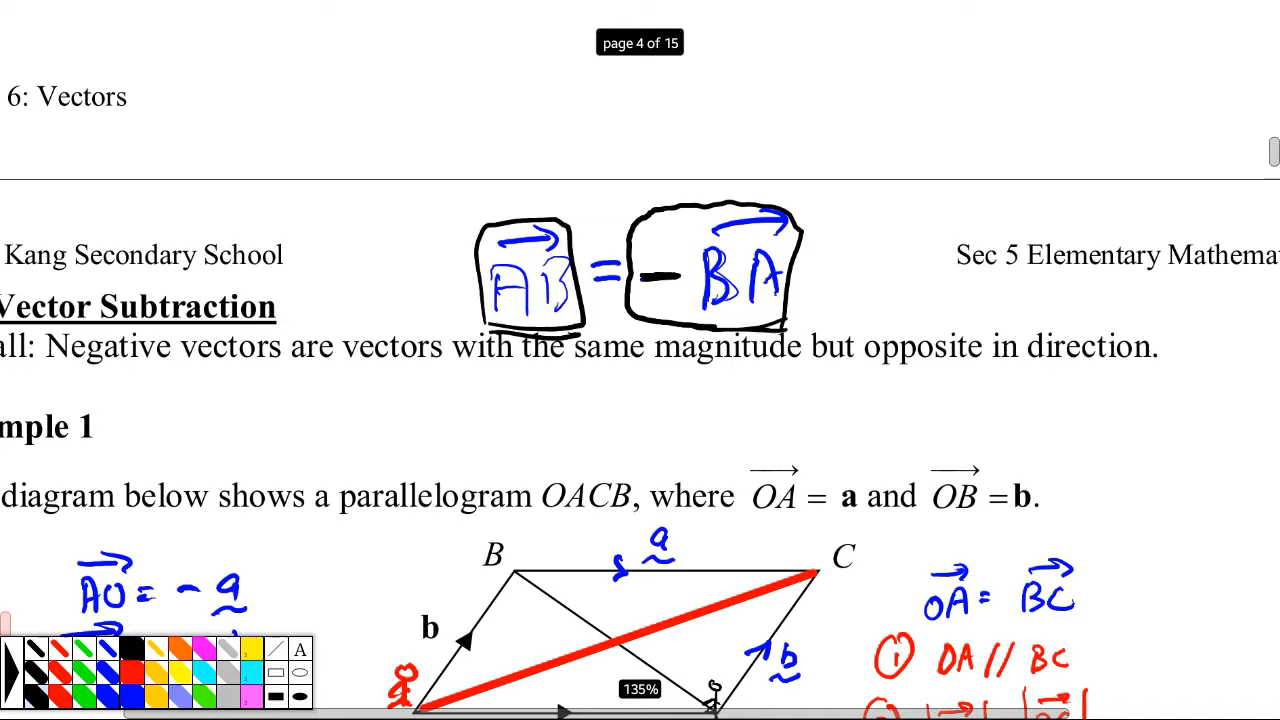 page 4 of 15
6: Vectors
AB = - BA
Kang Secondary School
Sec 5 Elementary Mathema
Vector Subtraction
all: Negative vectors are vectors with the same magnitude but opposite in direction.
mple 1
diagram below shows a parallelogram OACB, where OA = a and OB = b.
B
a
C
AO = - a
OA = BC
b
b
① OA // BC
A
135%